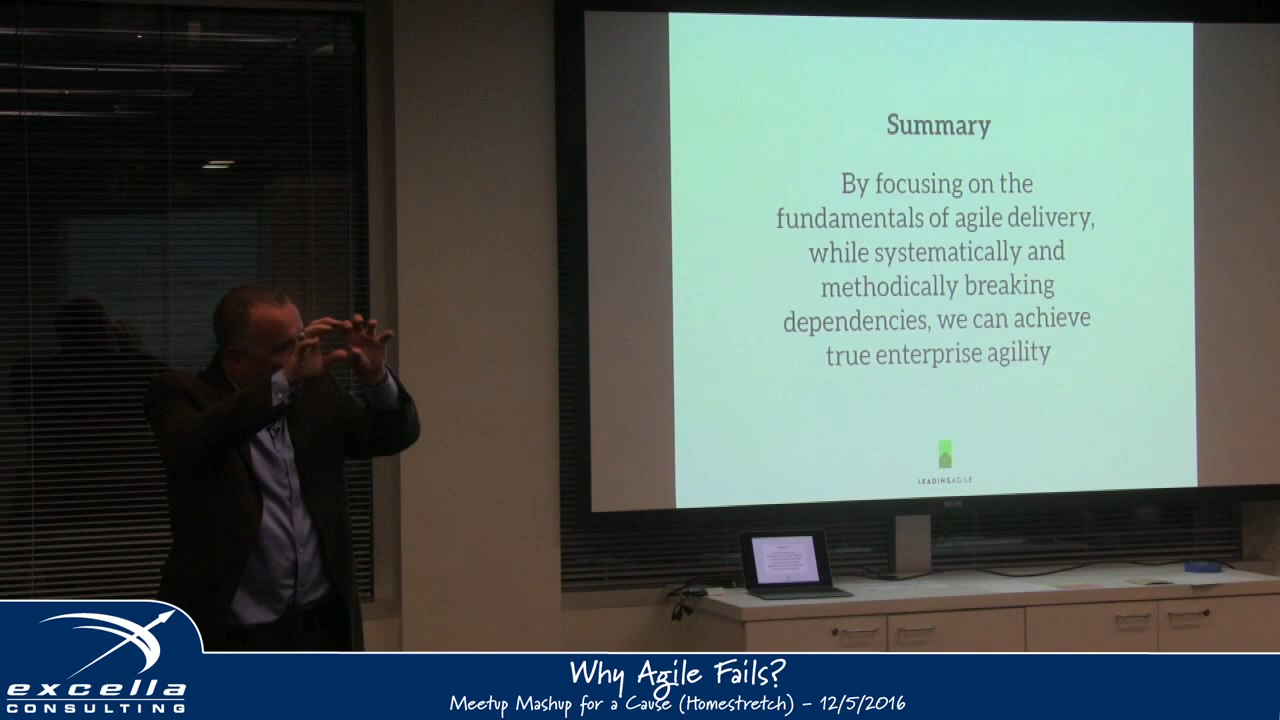 Summary
By focusing on the
fundamentals of agile delivery,
while systematically and
methodically breaking
dependencies, we can achieve
true enterprise agility
LEADINGAGILE
excella
CONSULTING
Why Agile Fails?
Meetup Mashup for a Cause (Homestretch) - 12/5/2016